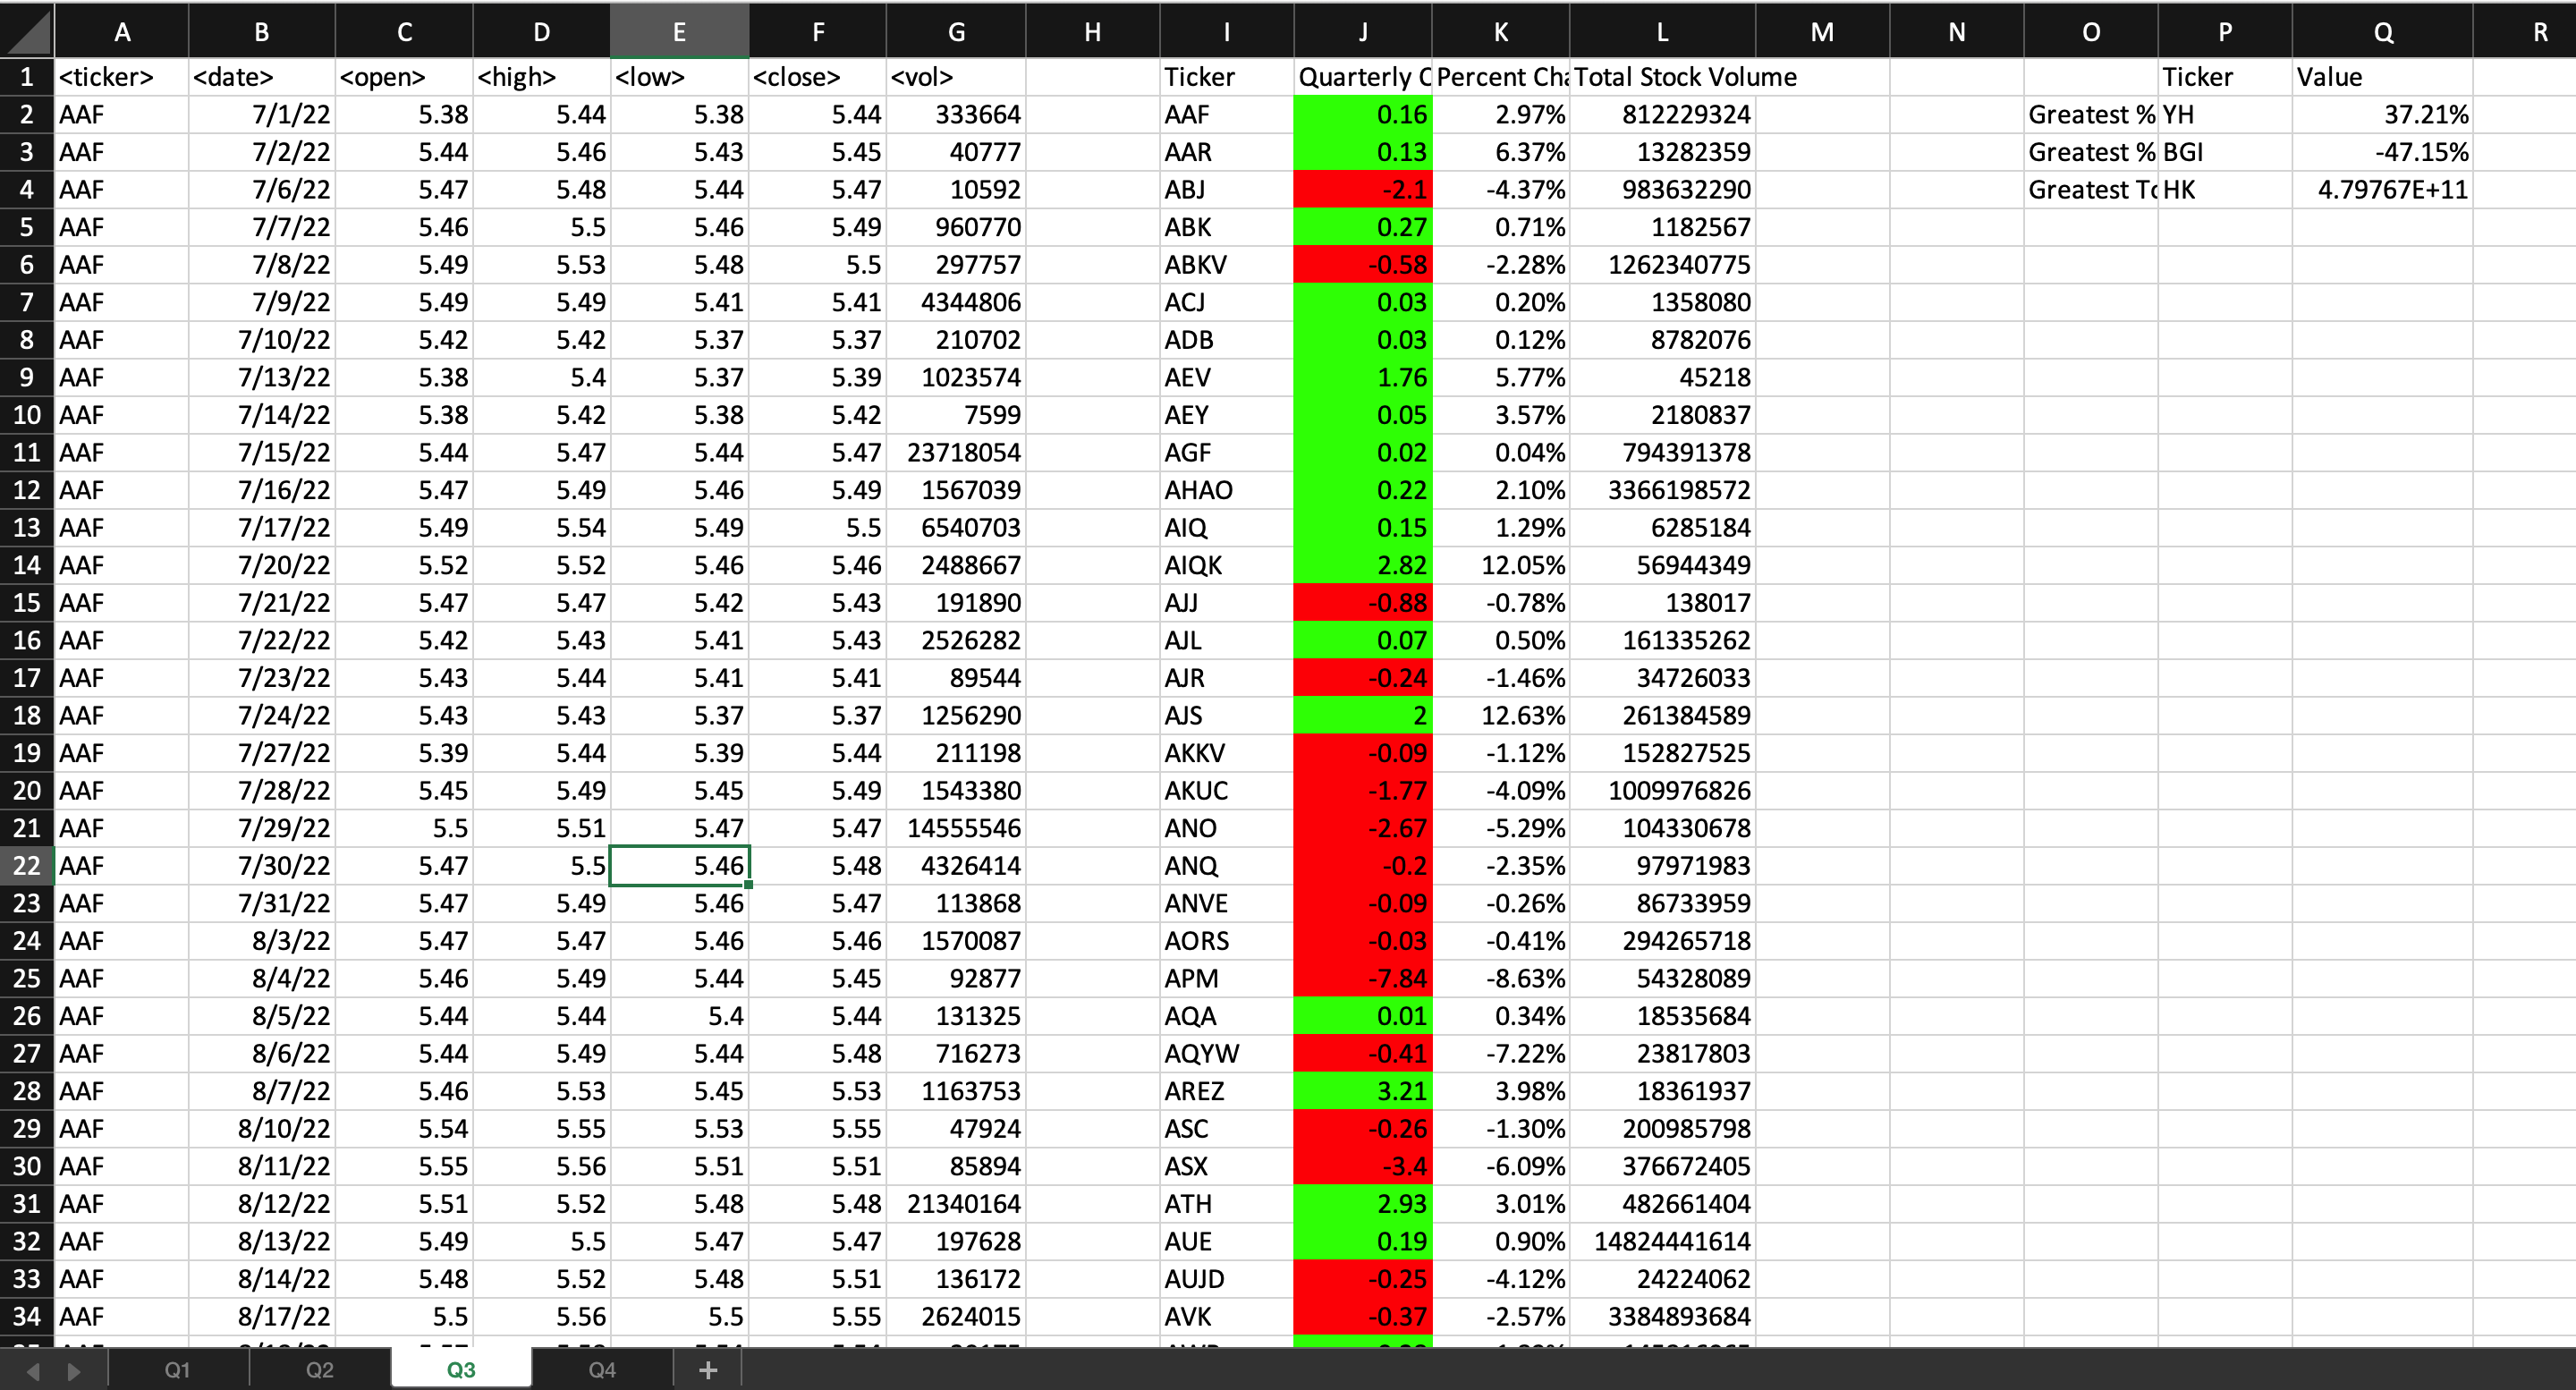 A B C D E F G H I J K L M N O P Q R
1 <ticker> <date> <open> <high> <low> <close> <vol> Ticker Quarterly C Percent Cha Total Stock Volume Ticker Value
2 AAF 7/1/22 5.38 5.44 5.38 5.44 333664 AAF 0.16 2.97% 812229324 Greatest % YH 37.21%
3 AAF 7/2/22 5.44 5.46 5.43 5.45 40777 AAR 0.13 6.37% 13282359 Greatest % BGI -47.15%
4 AAF 7/6/22 5.47 5.48 5.44 5.47 10592 ABJ -2.1 -4.37% 983632290 Greatest To HK 4.79767E+11
5 AAF 7/7/22 5.46 5.5 5.46 5.49 960770 ABK 0.27 0.71% 1182567
6 AAF 7/8/22 5.49 5.53 5.48 5.5 297757 ABKV -0.58 -2.28% 1262340775
7 AAF 7/9/22 5.49 5.49 5.41 5.41 4344806 ACJ 0.03 0.20% 1358080
8 AAF 7/10/22 5.42 5.42 5.37 5.37 210702 ADB 0.03 0.12% 8782076
9 AAF 7/13/22 5.38 5.4 5.37 5.39 1023574 AEV 1.76 5.77% 45218
10 AAF 7/14/22 5.38 5.42 5.38 5.42 7599 AEY 0.05 3.57% 2180837
11 AAF 7/15/22 5.44 5.47 5.44 5.47 23718054 AGF 0.02 0.04% 794391378
12 AAF 7/16/22 5.47 5.49 5.46 5.49 1567039 AHAO 0.22 2.10% 3366198572
13 AAF 7/17/22 5.49 5.54 5.49 5.5 6540703 AIQ 0.15 1.29% 6285184
14 AAF 7/20/22 5.52 5.52 5.46 5.46 2488667 AIQK 2.82 12.05% 56944349
15 AAF 7/21/22 5.47 5.47 5.42 5.43 191890 AJJ -0.88 -0.78% 138017
16 AAF 7/22/22 5.42 5.43 5.41 5.43 2526282 AJL 0.07 0.50% 161335262
17 AAF 7/23/22 5.43 5.44 5.41 5.41 89544 AJR -0.24 -1.46% 34726033
18 AAF 7/24/22 5.43 5.43 5.37 5.37 1256290 AJS 2 12.63% 261384589
19 AAF 7/27/22 5.39 5.44 5.39 5.44 211198 AKKV -0.09 -1.12% 152827525
20 AAF 7/28/22 5.45 5.49 5.45 5.49 1543380 AKUC -1.77 -4.09% 1009976826
21 AAF 7/29/22 5.5 5.51 5.47 5.47 14555546 ANO -2.67 -5.29% 104330678
22 AAF 7/30/22 5.47 5.5 5.46 5.48 4326414 ANQ -0.2 -2.35% 97971983
23 AAF 7/31/22 5.47 5.49 5.46 5.47 113868 ANVE -0.09 -0.26% 86733959
24 AAF 8/3/22 5.47 5.47 5.46 5.46 1570087 AORS -0.03 -0.41% 294265718
25 AAF 8/4/22 5.46 5.49 5.44 5.45 92877 APM -7.84 -8.63% 54328089
26 AAF 8/5/22 5.44 5.44 5.4 5.44 131325 AQA 0.01 0.34% 18535684
27 AAF 8/6/22 5.44 5.49 5.44 5.48 716273 AQYW -0.41 -7.22% 23817803
28 AAF 8/7/22 5.46 5.53 5.45 5.53 1163753 AREZ 3.21 3.98% 18361937
29 AAF 8/10/22 5.54 5.55 5.53 5.55 47924 ASC -0.26 -1.30% 200985798
30 AAF 8/11/22 5.55 5.56 5.51 5.51 85894 ASX -3.4 -6.09% 376672405
31 AAF 8/12/22 5.51 5.52 5.48 5.48 21340164 ATH 2.93 3.01% 482661404
32 AAF 8/13/22 5.49 5.5 5.47 5.47 197628 AUE 0.19 0.90% 14824441614
33 AAF 8/14/22 5.48 5.52 5.48 5.51 136172 AUJD -0.25 -4.12% 24224062
34 AAF 8/17/22 5.5 5.56 5.5 5.55 2624015 AVK -0.37 -2.57% 3384893684
Q1 Q2 Q3 Q4 +